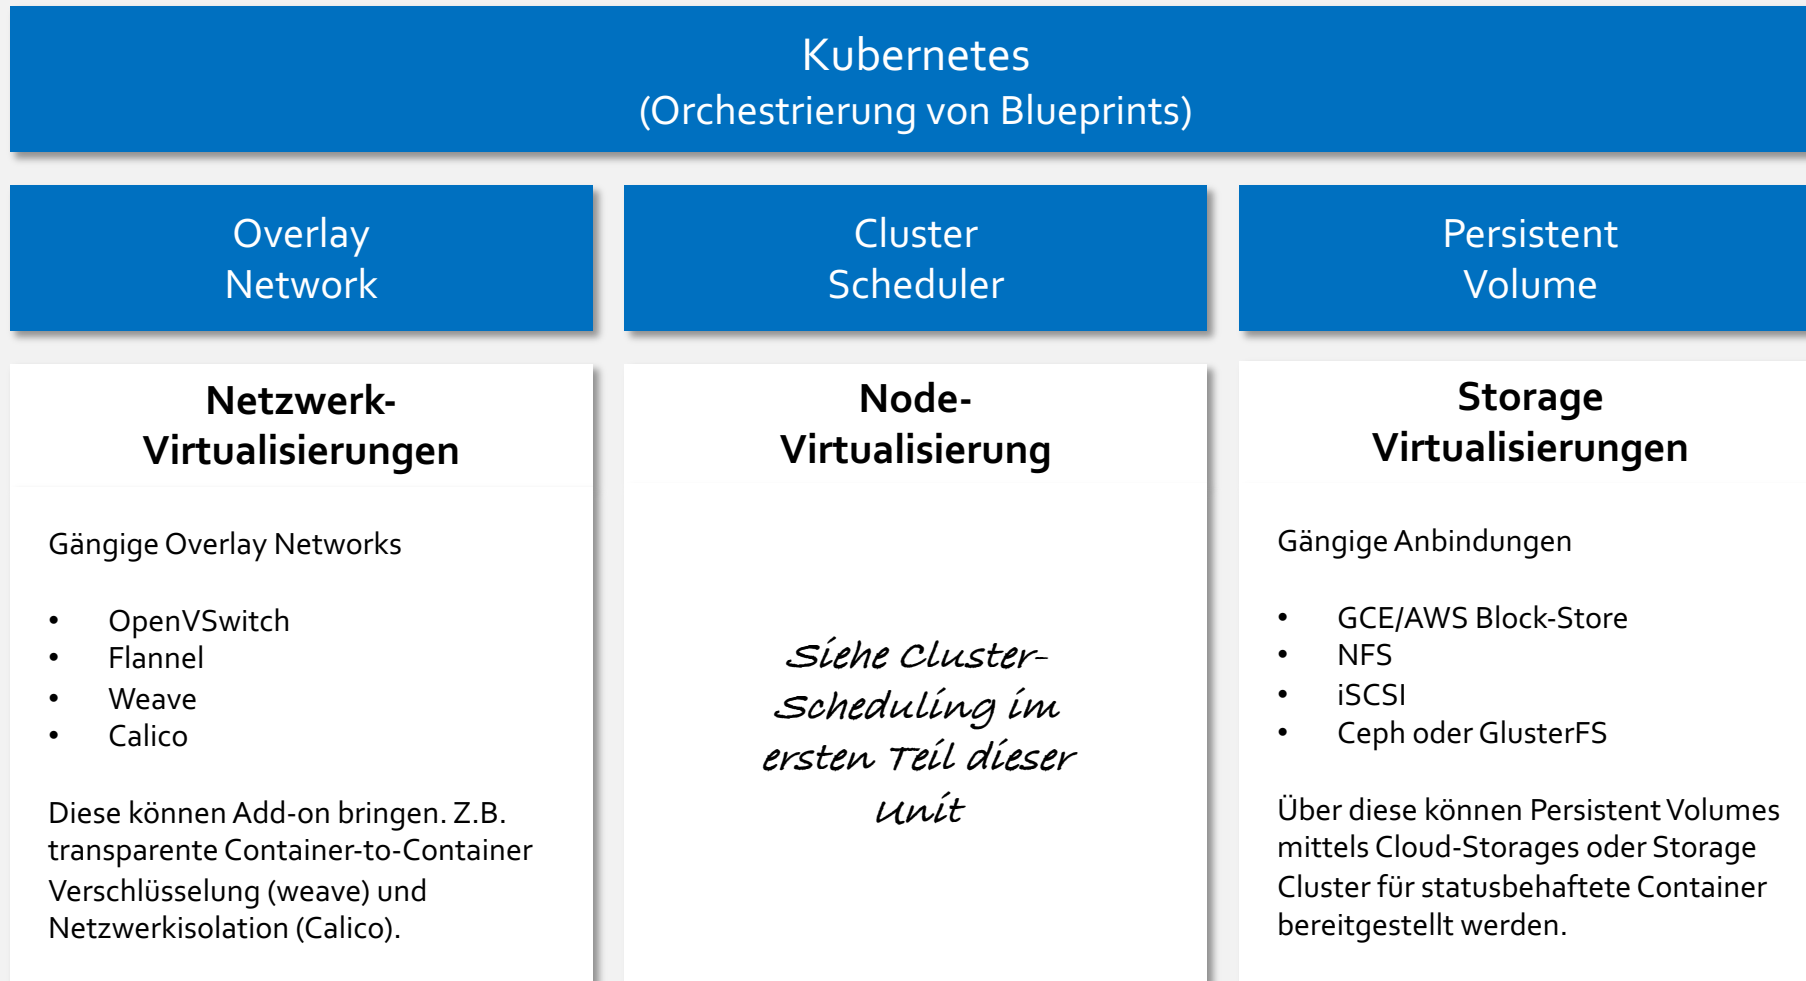 Kubernetes
(Orchestrierung von Blueprints)
Overlay
Network
Cluster
Scheduler
Persistent
Volume
Netzwerk-
Virtualisierungen
Gängige Overlay Networks
• OpenVSwitch
• Flannel
• Weave
• Calico
Diese können Add-on bringen. Z.B.
transparente Container-to-Container
Verschlüsselung (weave) und
Netzwerkisolation (Calico).
Node-
Virtualisierung
Siehe Cluster-
Scheduling im
ersten Teil dieser
Unit
Storage
Virtualisierungen
Gängige Anbindungen
• GCE/AWS Block-Store
• NFS
• iSCSI
• Ceph oder GlusterFS
Über diese können Persistent Volumes
mittels Cloud-Storages oder Storage
Cluster für statusbehaftete Container
bereitgestellt werden.